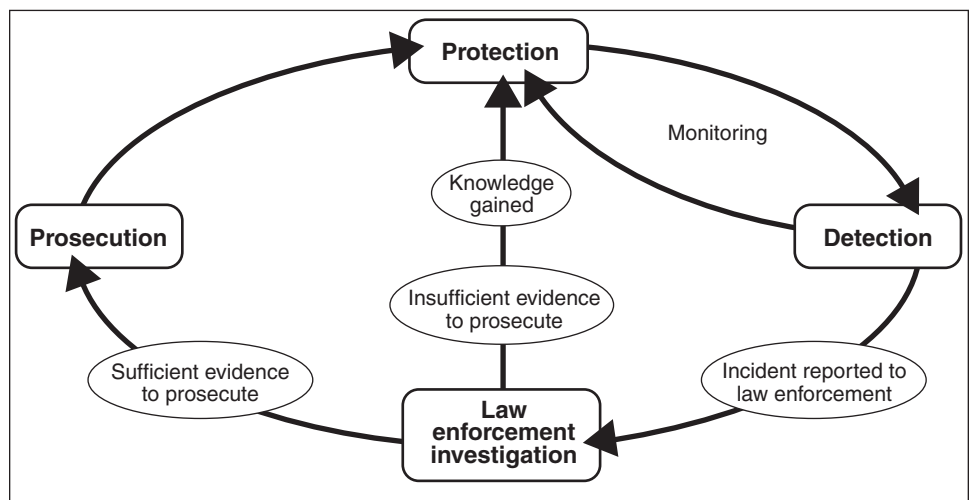 Protection
Monitoring
Knowledge
gained
Prosecution
Detection
Insufficient evidence
to prosecute
Sufficient evidence
to prosecute
Incident reported to
law enforcement
Law
enforcement
investigation